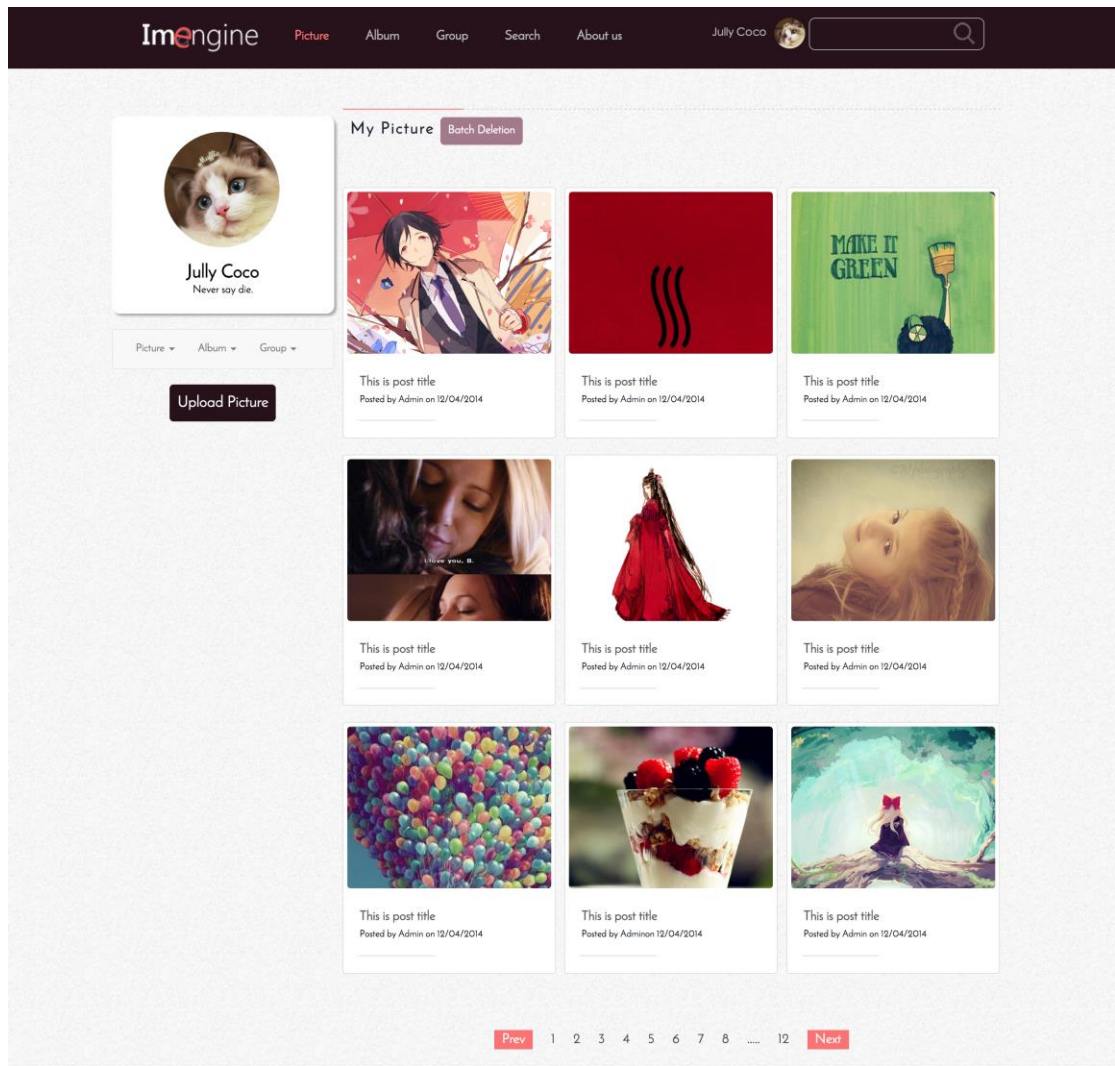 Imengine Picture Album Group Search About us Jully Coco
My Picture Batch Deletion
Jully Coco
Never say die.
Picture Album Group
Upload Picture
MAKE IT
GREEN
This is post title
Posted by Admin on 12/04/2014
This is post title
Posted by Admin on 12/04/2014
This is post title
Posted by Admin on 12/04/2014
I love you, B.
This is post title
Posted by Admin on 12/04/2014
This is post title
Posted by Admin on 12/04/2014
This is post title
Posted by Admin on 12/04/2014
This is post title
Posted by Admin on 12/04/2014
This is post title
Posted by Adminon 12/04/2014
This is post title
Posted by Admin on 12/04/2014
Prev 1 2 3 4 5 6 7 8 ..... 12 Next